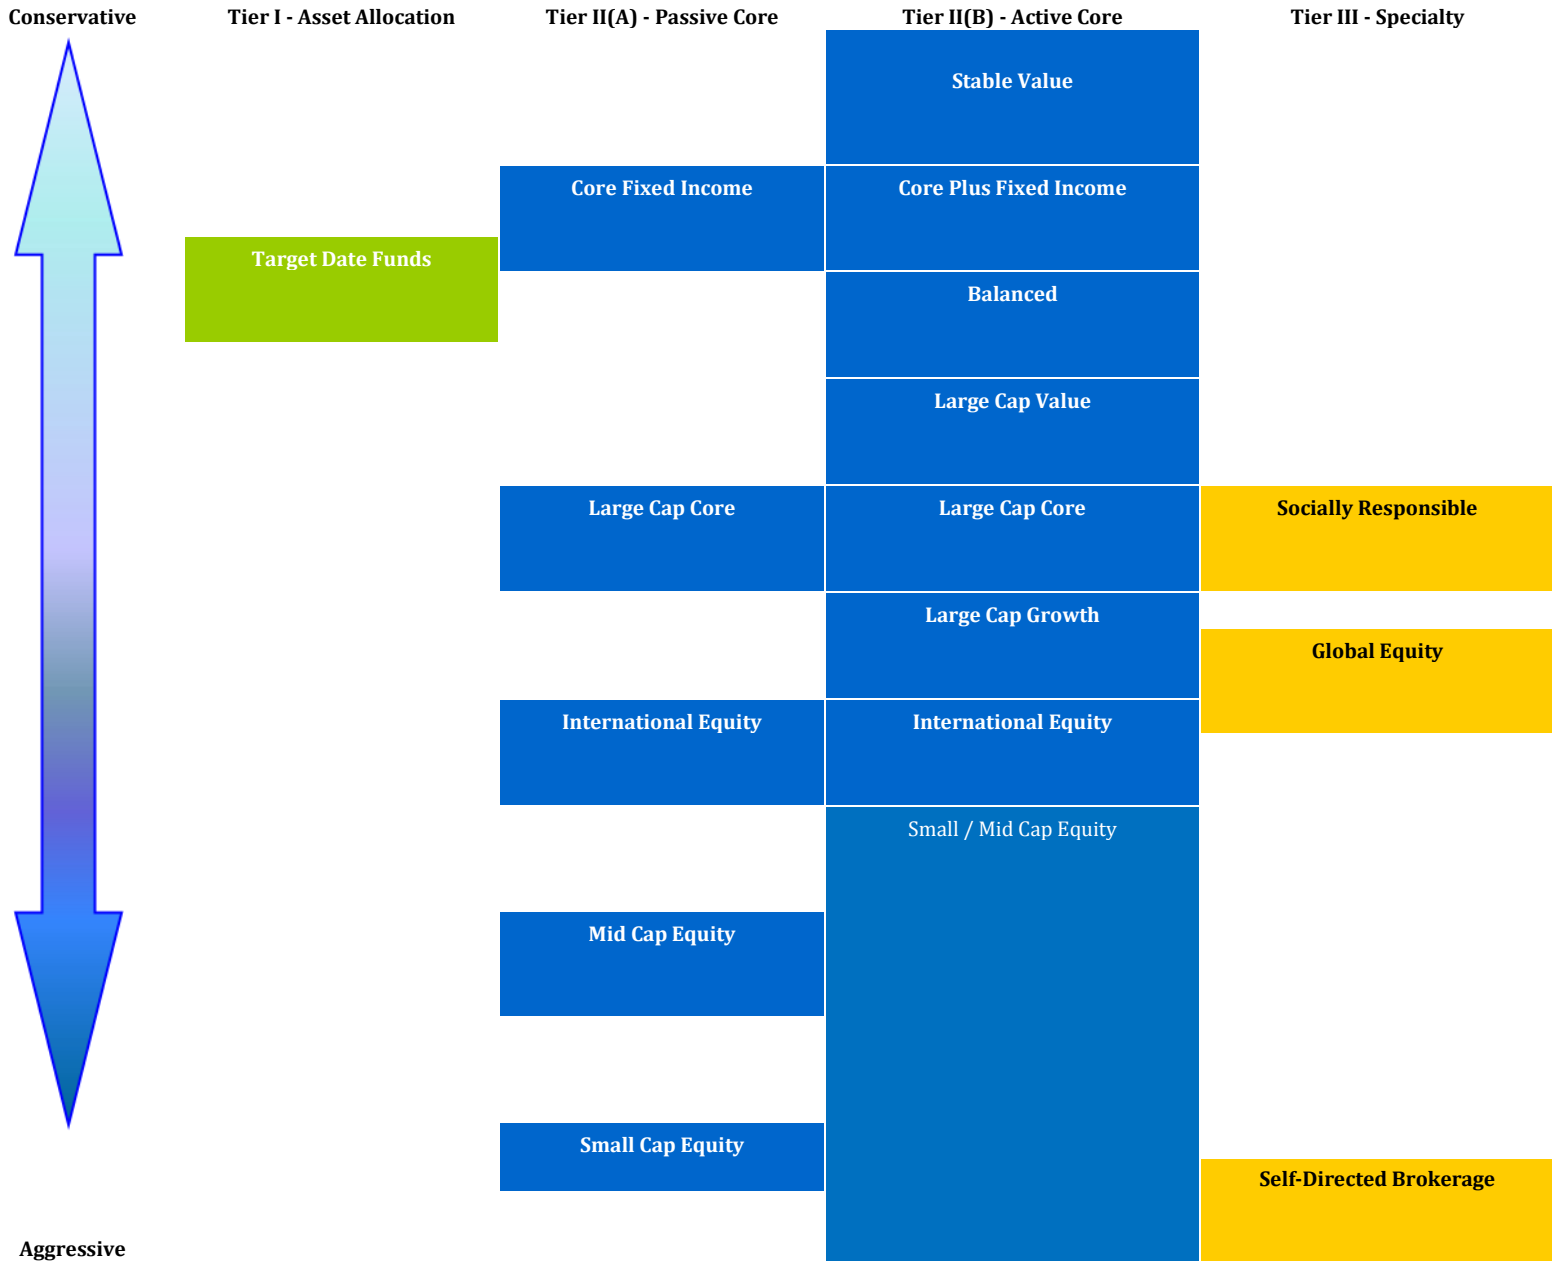 Conservative
Tier I - Asset Allocation
Tier II(A) - Passive Core
Tier II(B) - Active Core
Tier III - Specialty
Stable Value
Core Fixed Income
Core Plus Fixed Income
Target Date Funds
Balanced
Large Cap Value
Large Cap Core
Large Cap Core
Socially Responsible
Large Cap Growth
Global Equity
International Equity
International Equity
Small / Mid Cap Equity
Mid Cap Equity
Small Cap Equity
Self-Directed Brokerage
Aggressive